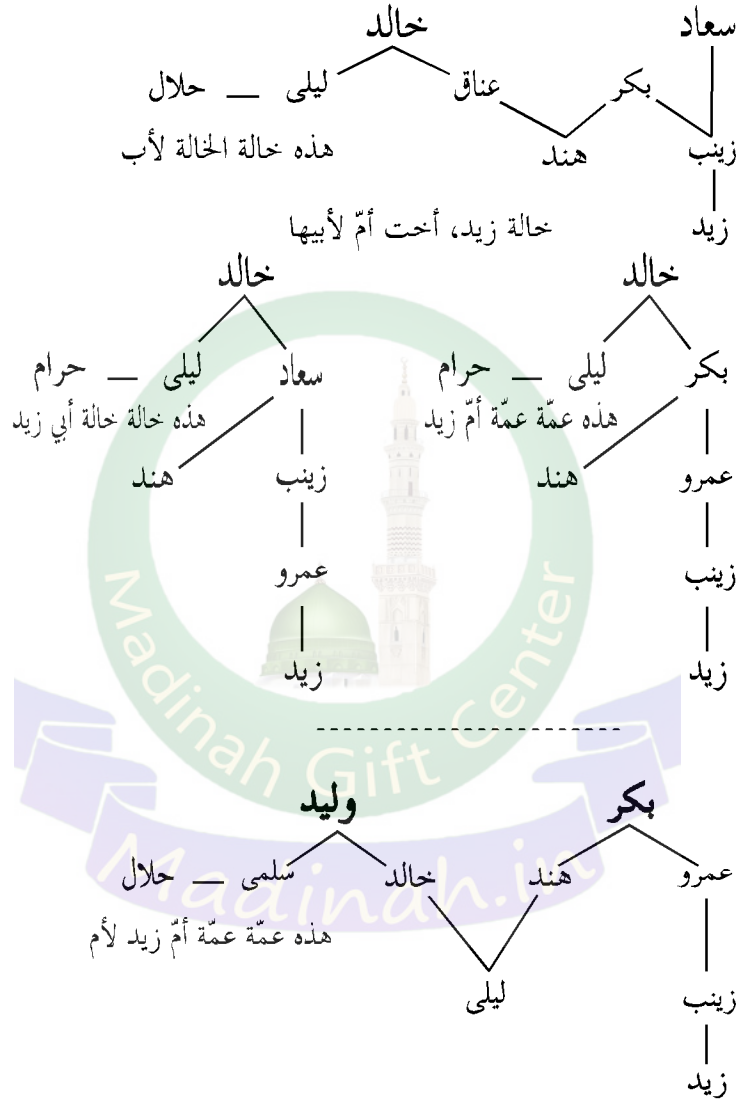 سعاد خالد
بكر عناق ليلى — حلال
زينب هند هذه خالة الخالة لأب
زيد
خالة زيد، أخت أمّ لأبيها
خالد خالد
بكر ليلى — حرام سعاد ليلى — حرام
هذه عمّة عمّة أمّ زيد هذه خالة خالة أبي زيد
عمرو هند زينب هند
زينب عمرو
زيد زيد
Madinah Gift Center
بكر وليد
عمرو هند خالد سلمى — حلال
Madinah.in
هذه عمّة عمّة أمّ زيد لأم
زينب ليلى
زيد